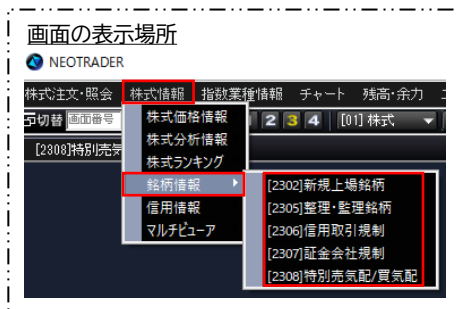 画面の表示場所
NEOTRADER
株式注文・照会 株式情報 指数業種情報 チャート 残高・余力
切替 画面番号 2 3 4 [01] 株式
[2308]特別売気
株式価格情報
株式分析情報
株式ランキング
銘柄情報
信用情報
マルチビューア
[2302]新規上場銘柄
[2305]整理・監理銘柄
[2306]信用取引規制
[2307]証金会社規制
[2308]特別売気配/買気配